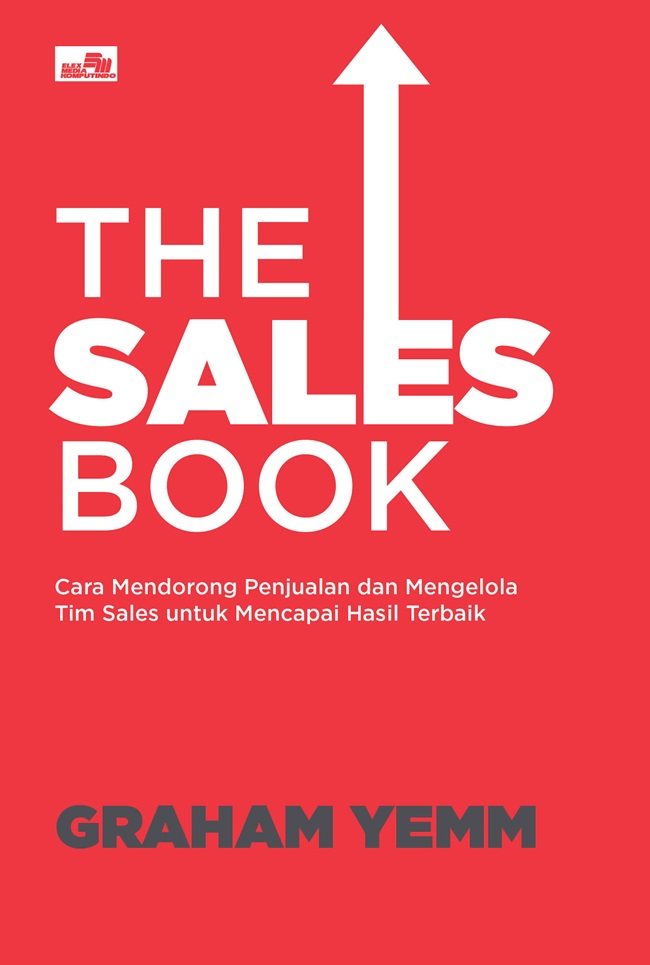 ELEX
MEDIA
KOMPUTINDO
THE
SALES
BOOK
Cara Mendorong Penjualan dan Mengelola
Tim Sales untuk Mencapai Hasil Terbaik
GRAHAM YEMM